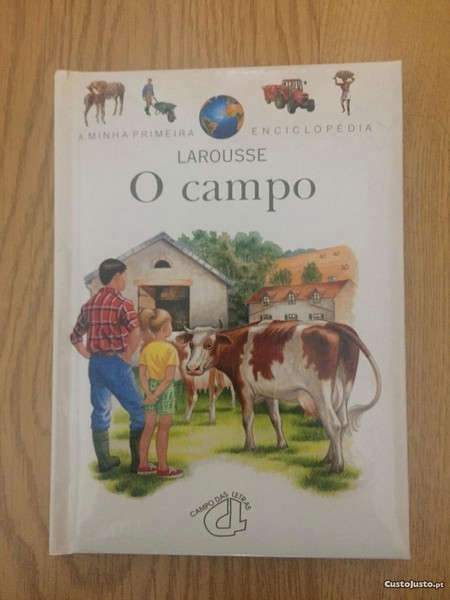 A MINHA PRIMEIRA ENCICLOPÉDIA
LAROUSSE
O campo
CAMPO DAS LETRAS
CustoJusto.pt